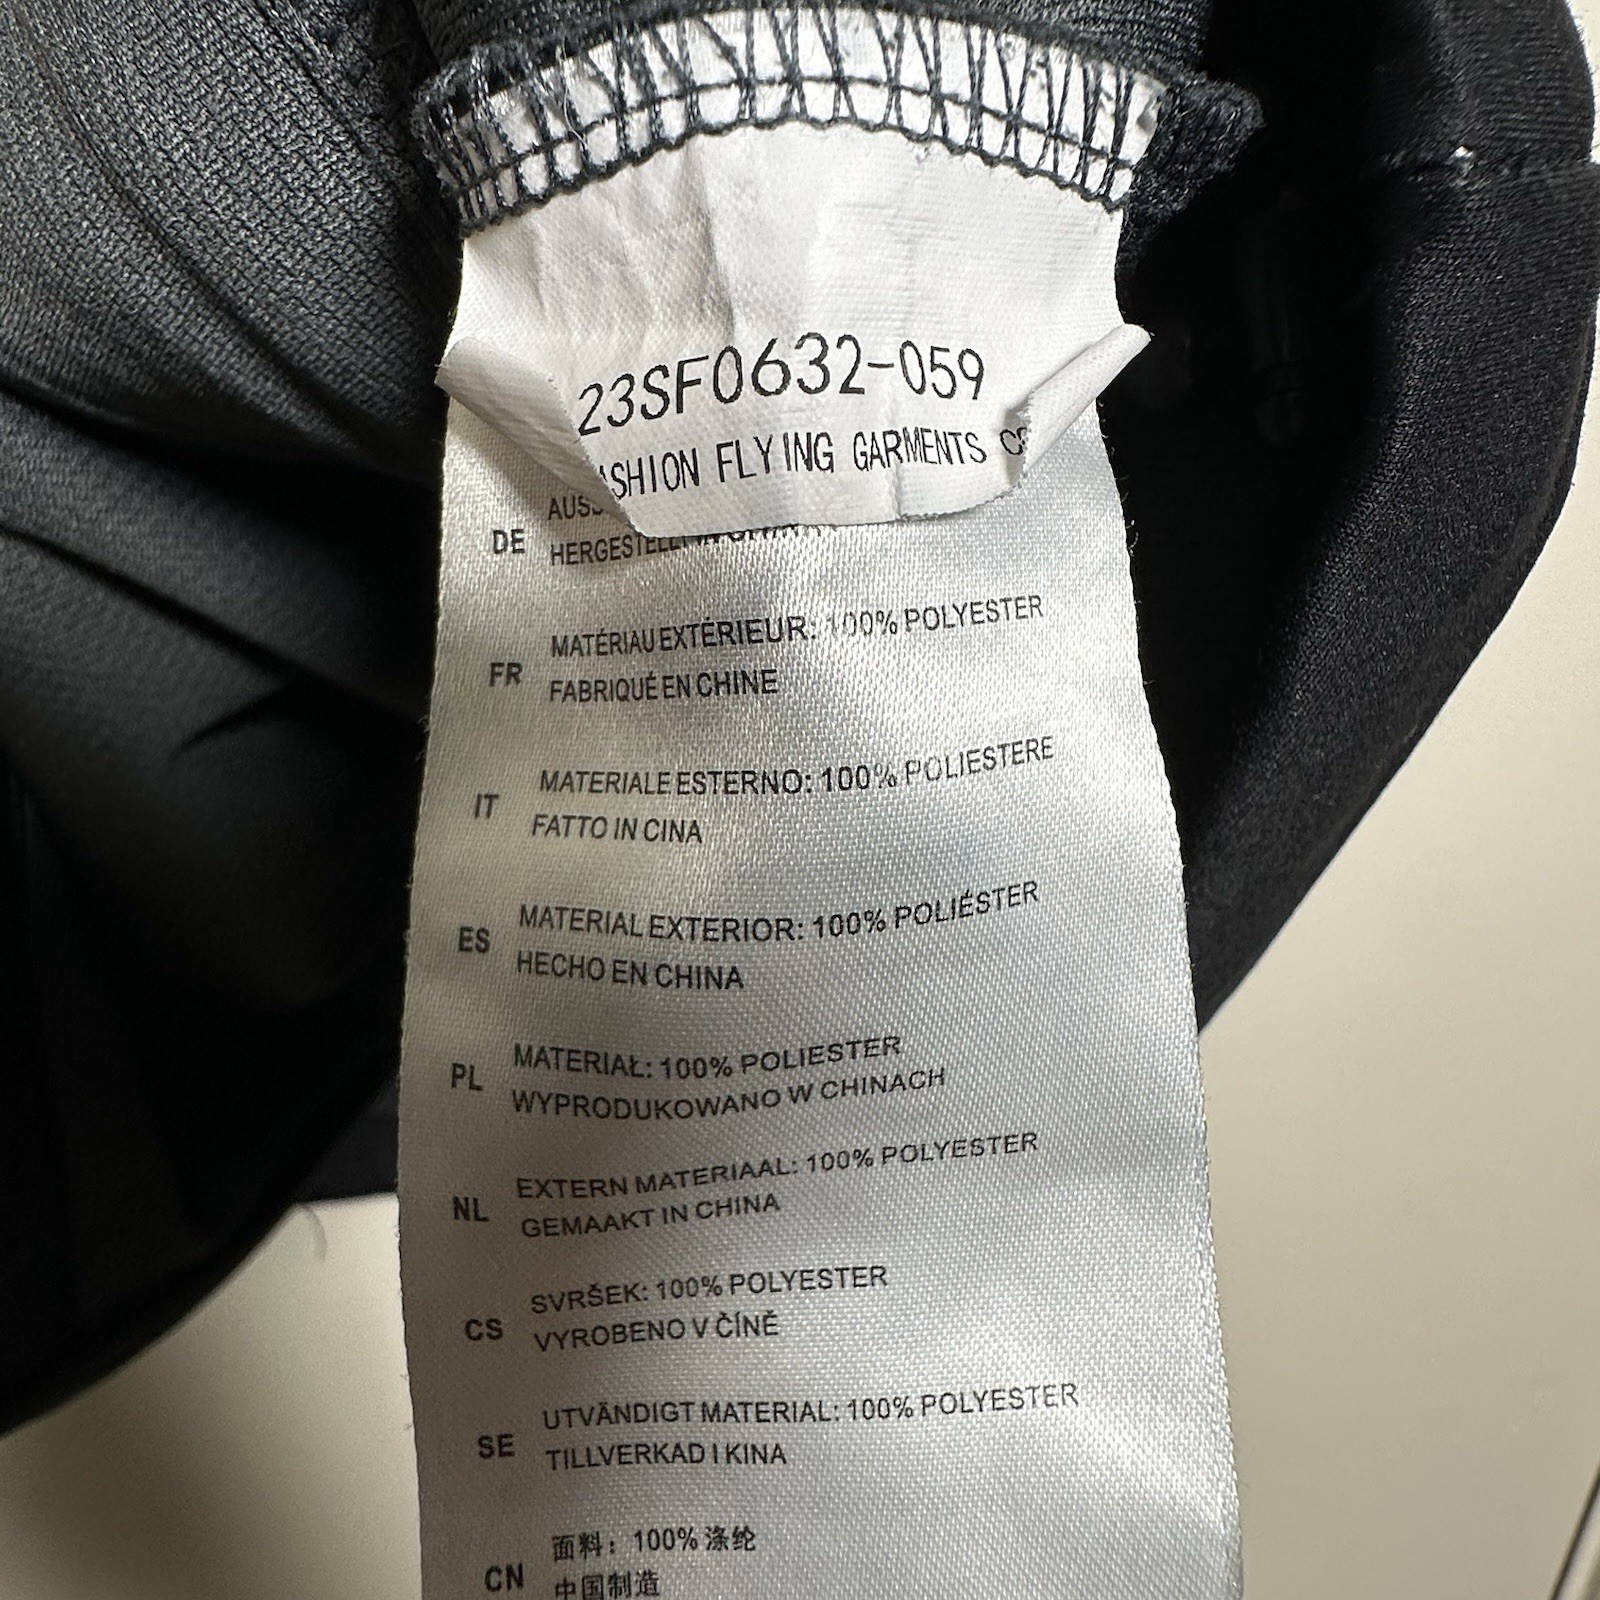 23SF0632-059
FLYING GARMENTS
DE
HERGESTELLT IN CHINA
FR MATÉRIAU EXTÉRIEUR: 100% POLYESTER
FABRIQUÉ EN CHINE
IT MATERIALE ESTERNO: 100% POLIESTERE
FATTO IN CINA
ES MATERIAL EXTERIOR: 100% POLIÉSTER
HECHO EN CHINA
PL MATERIAŁ: 100% POLIESTER
WYPRODUKOWANO W CHINACH
NL EXTERN MATERIAAL: 100% POLYESTER
GEMAAKT IN CHINA
CS SVRŠEK: 100% POLYESTER
VYROBENO V ČÍNĚ
SE UTVÄNDIGT MATERIAL: 100% POLYESTER
TILLVERKAD I KINA
CN 面料：100% 涤纶
中国制造